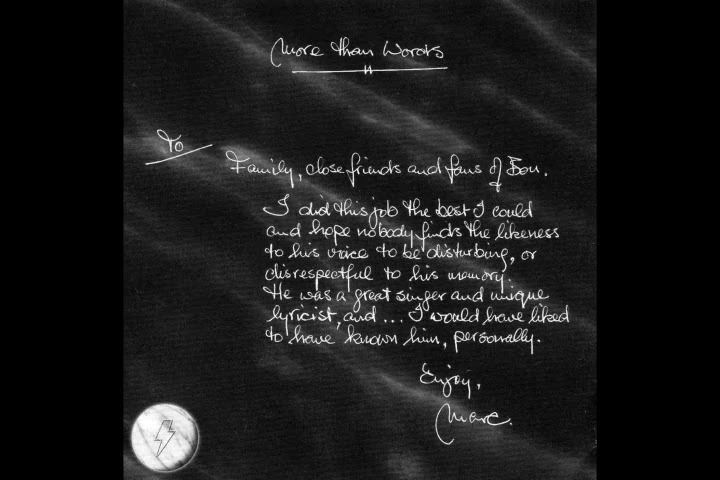 More than Words
To
Family, close friends and fans of Bon.
I did this job the best I could
and hope nobody finds the likeness
to his voice to be disturbing, or
disrespectful to his memory.
He was a great singer and unique
lyricist, and... I would have liked
to have known him, personally.
Enjoy,
Marc.